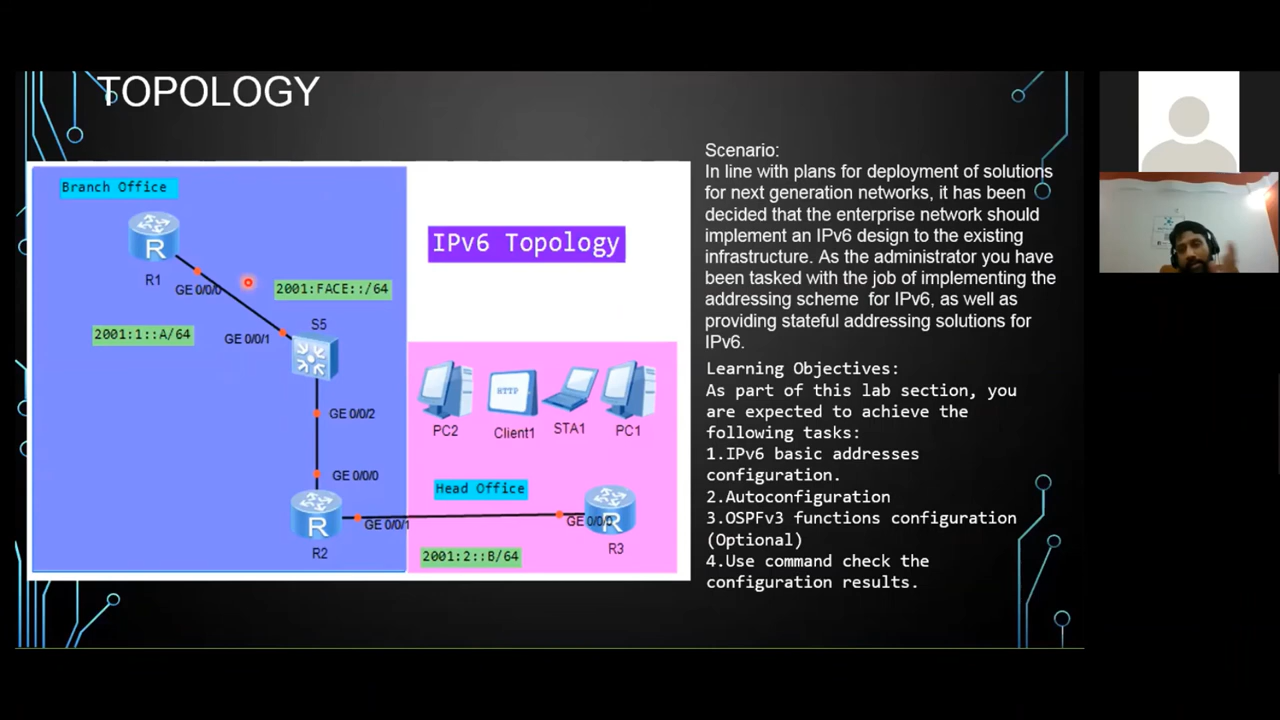 TOPOLOGY
Branch Office
R
R1
GE 0/0/0
2001:FACE::/64
2001:1::A/64
S5
GE 0/0/1
GE 0/0/2
GE 0/0/0
R
R2
GE 0/0/1
IPv6 Topology
HTTP
PC2
Client1
STA1
PC1
Head Office
GE 0/0/0
R
R3
2001:2::B/64
Scenario:
In line with plans for deployment of solutions
for next generation networks, it has been
decided that the enterprise network should
implement an IPv6 design to the existing
infrastructure. As the administrator you have
been tasked with the job of implementing the
addressing scheme for IPv6, as well as
providing stateful addressing solutions for
IPv6.
Learning Objectives:
As part of this lab section, you
are expected to achieve the
following tasks:
1.IPv6 basic addresses
configuration.
2.Autoconfiguration
3.OSPFv3 functions configuration
(Optional)
4.Use command check the
configuration results.